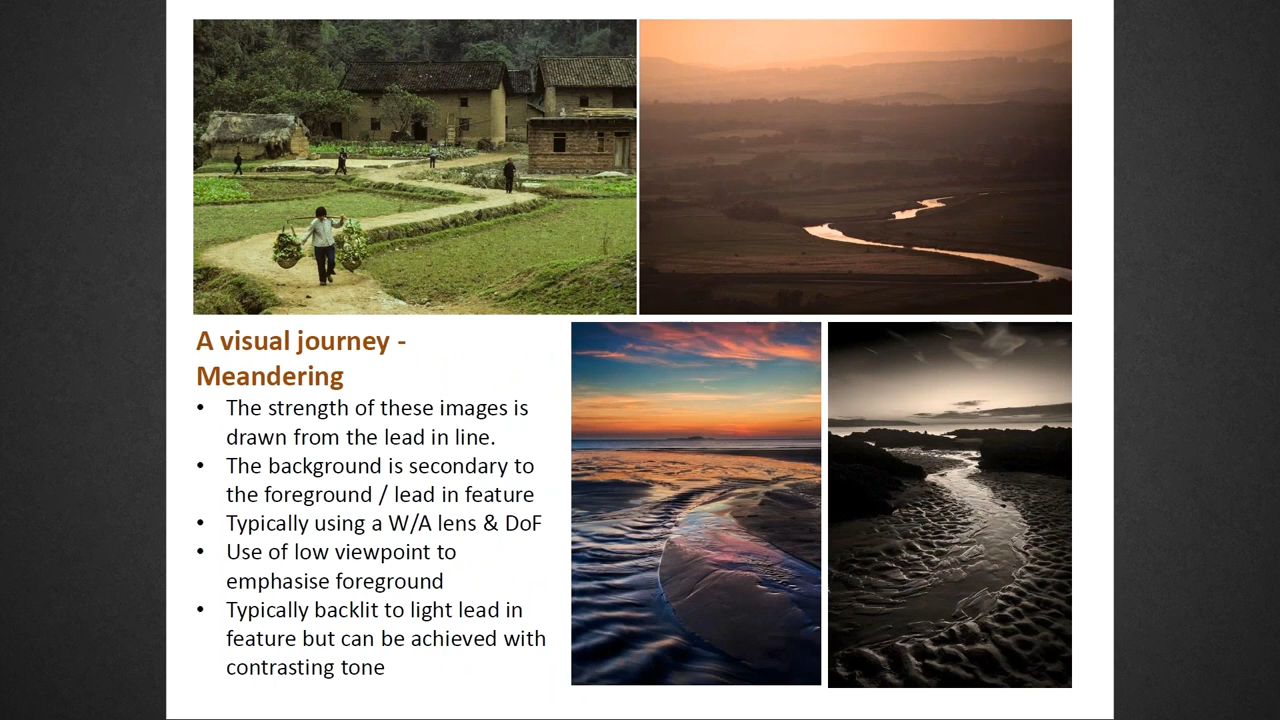 A visual journey -
Meandering
• The strength of these images is
drawn from the lead in line.
• The background is secondary to
the foreground / lead in feature
• Typically using a W/A lens & DoF
• Use of low viewpoint to
emphasise foreground
• Typically backlit to light lead in
feature but can be achieved with
contrasting tone